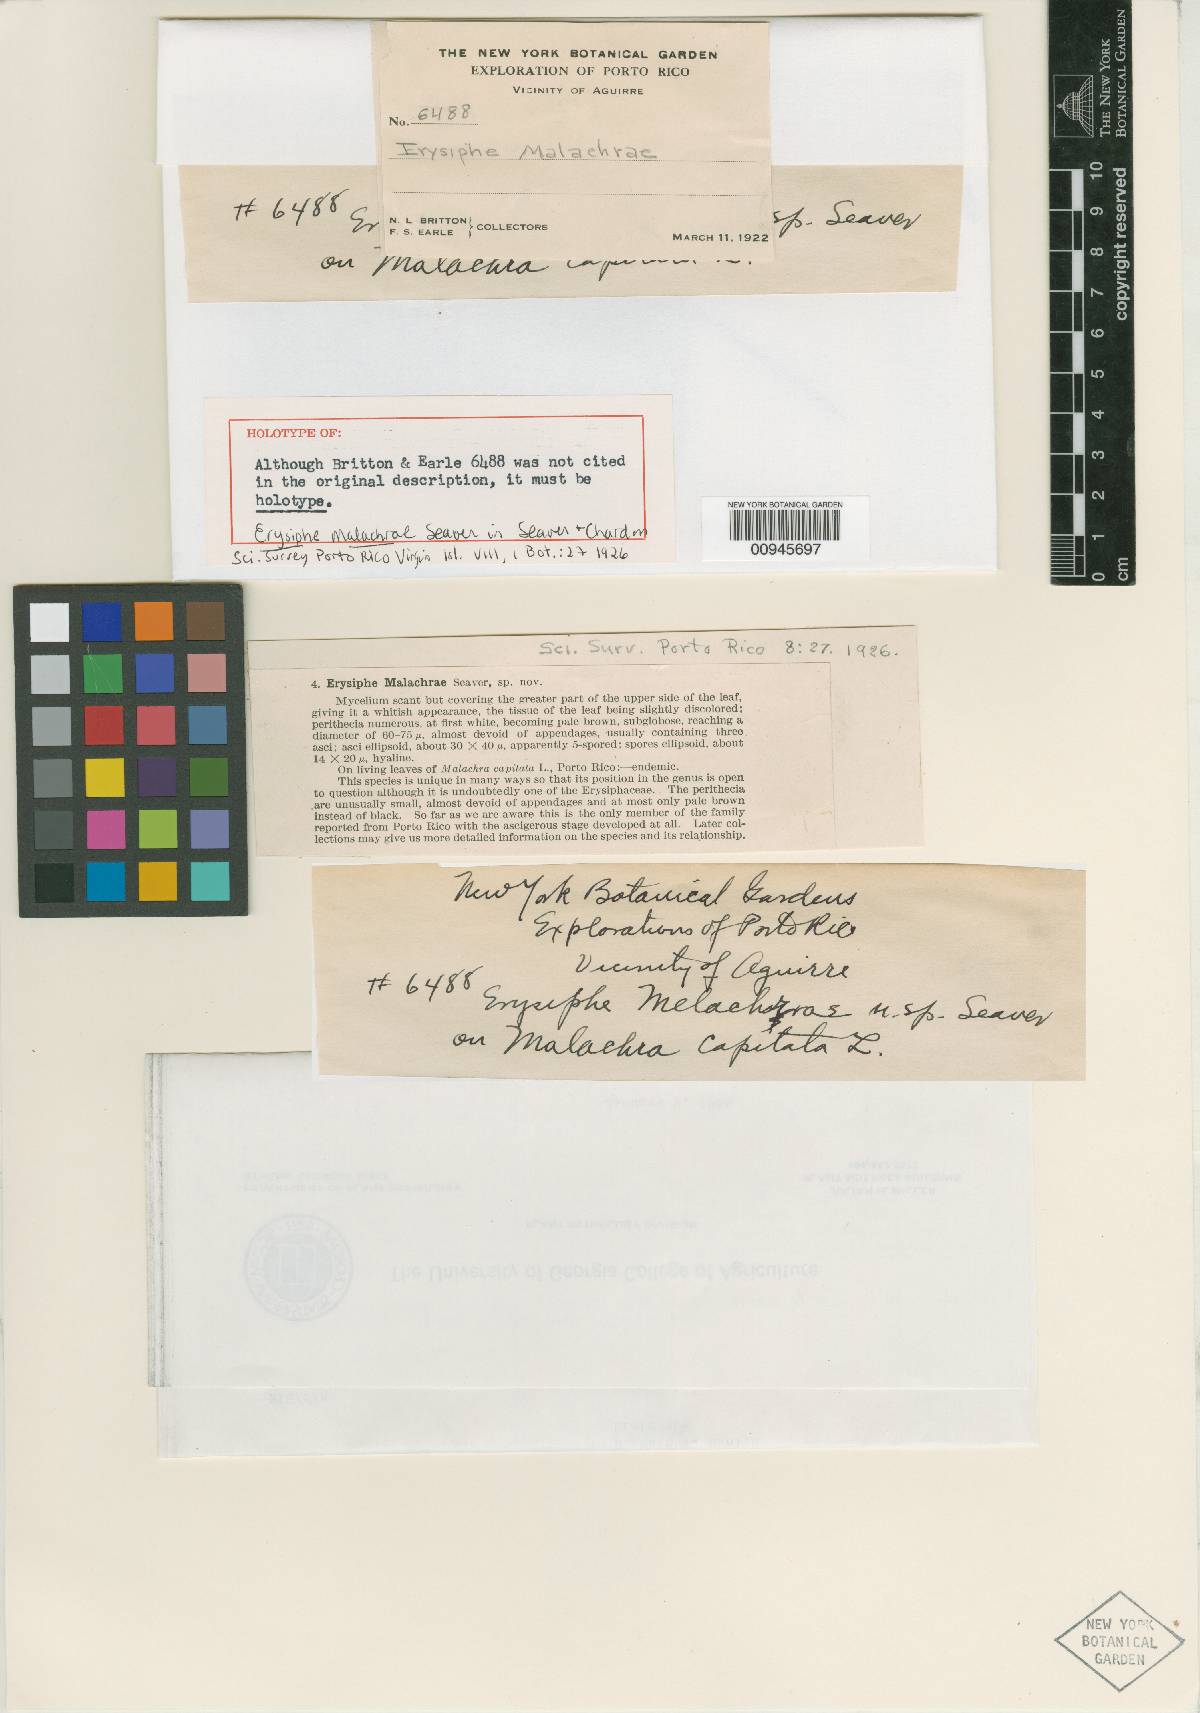 THE NEW YORK BOTANICAL GARDEN
EXPLORATION OF PORTO RICO
VICINITY OF AGUIRRE
No. 6488
Erysiphe Malachrae
N. L. BRITTON
F. S. EARLE
} COLLECTORS
MARCH 11, 1922
# 6488 Er sp. Seaver
on Malachra
HOLOTYPE OF:
Although Britton & Earle 6488 was not cited
in the original description, it must be
holotype.
Erysiphe Malachrae Seaver in Seaver + Chardon
Sci. Survey Porto Rico Virgin Isl. VIII, 1 Bot.: 27 1926
NEW YORK BOTANICAL GARDEN
00945697
THE NEW YORK
BOTANICAL GARDEN
copyright reserved
10 9 8 7 6 5 4 3 2 1 0
cm
Sci. Surv. Porto Rico 8:27. 1926.
4. Erysiphe Malachrae Seaver, sp. nov.
Mycelium scant but covering the greater part of the upper side of the leaf,
giving it a whitish appearance, the tissue of the leaf being slightly discolored;
perithecia numerous, at first white, becoming pale brown, subglobose, reaching a
diameter of 60–75 µ, almost devoid of appendages, usually containing three
asci; asci ellipsoid, about 30 × 40 µ, apparently 5-spored; spores ellipsoid, about
14 × 20 µ, hyaline.
On living leaves of Malachra capitata L., Porto Rico:—endemic.
This species is unique in many ways so that its position in the genus is open
to question although it is undoubtedly one of the Erysiphaceae. The perithecia
are unusually small, almost devoid of appendages and at most only pale brown
instead of black. So far as we are aware this is the only member of the family
reported from Porto Rico with the ascigerous stage developed at all. Later col-
lections may give us more detailed information on the species and its relationship.
New York Botanical Gardens
Explorations of Porto Rico
Vicinity of Aguirre
# 6488 Erysiphe Melachrae n. sp. Seaver
on Malachra capitata L.
The University of Georgia College of Agriculture
NEW YORK
BOTANICAL
GARDEN